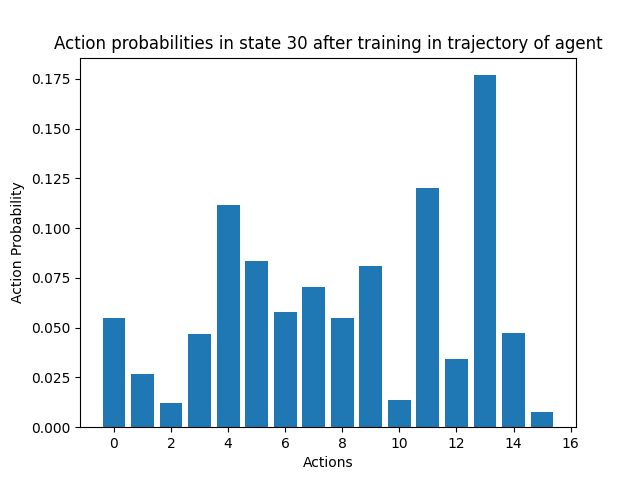 Action probabilities in state 30 after training in trajectory of agent
0.175
0.150
0.125
0.100
0.075
0.050
0.025
0.000
Action Probability
0 2 4 6 8 10 12 14 16
Actions